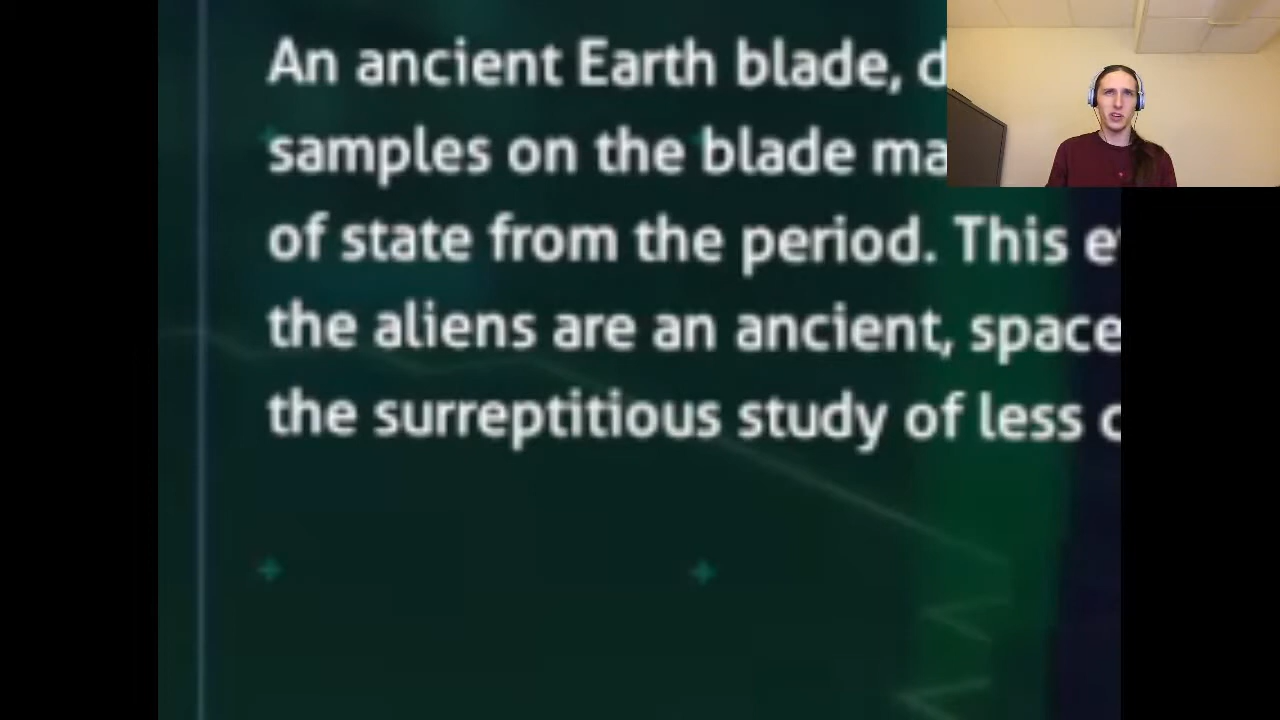 An ancient Earth blade,
samples on the blade
of state from the period. This
the aliens are an ancient, space
the surreptitious study of less